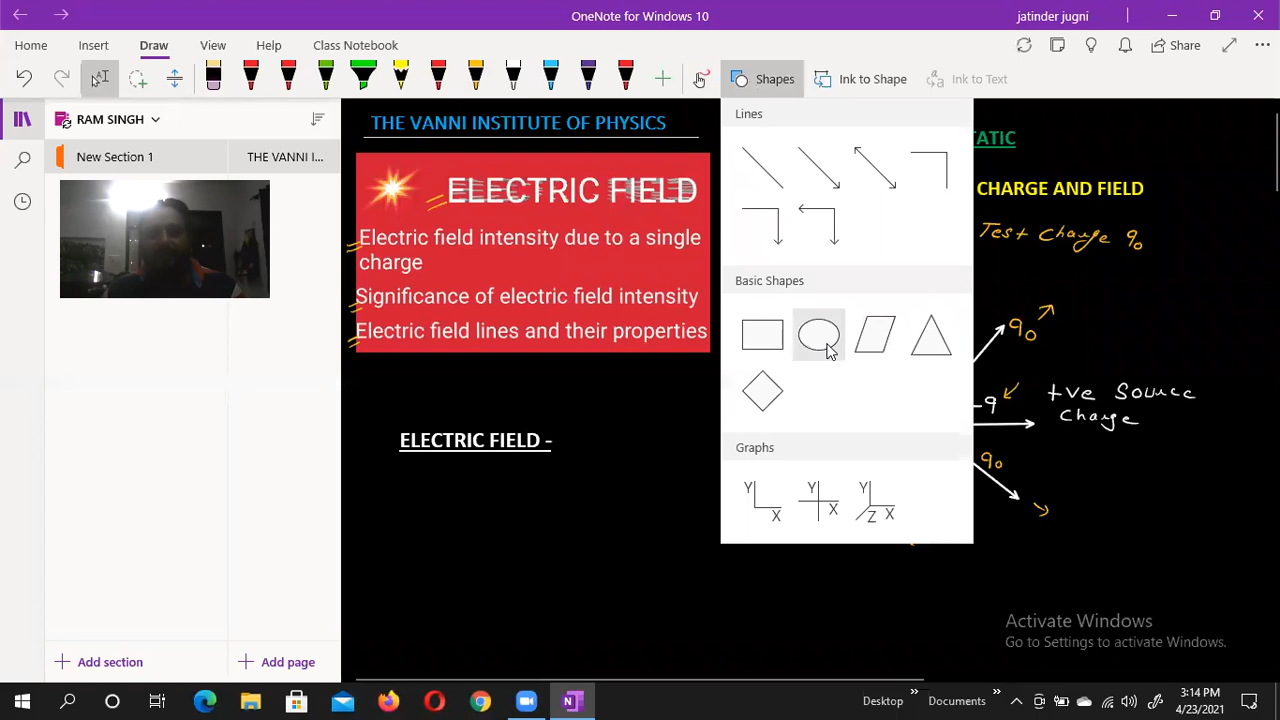 OneNote for Windows 10
jatinder jugni
Home
Insert
Draw
View
Help
Class Notebook
Share
Shapes
Ink to Shape
Ink to Text
RAM SINGH
New Section 1
THE VANNI I...
THE VANNI INSTITUTE OF PHYSICS
ELECTRIC FIELD
Electric field intensity due to a single
charge
Significance of electric field intensity
Electric field lines and their properties
ELECTRIC FIELD -
Lines
Basic Shapes
Graphs
Y
X
Y
X
Y
Z X
TATIC
CHARGE AND FIELD
Test Charge q₀
q₀
q
+ve Source
Charge
q₀
Activate Windows
Go to Settings to activate Windows.
Add section
Add page
Desktop
Documents
3:14 PM
4/23/2021